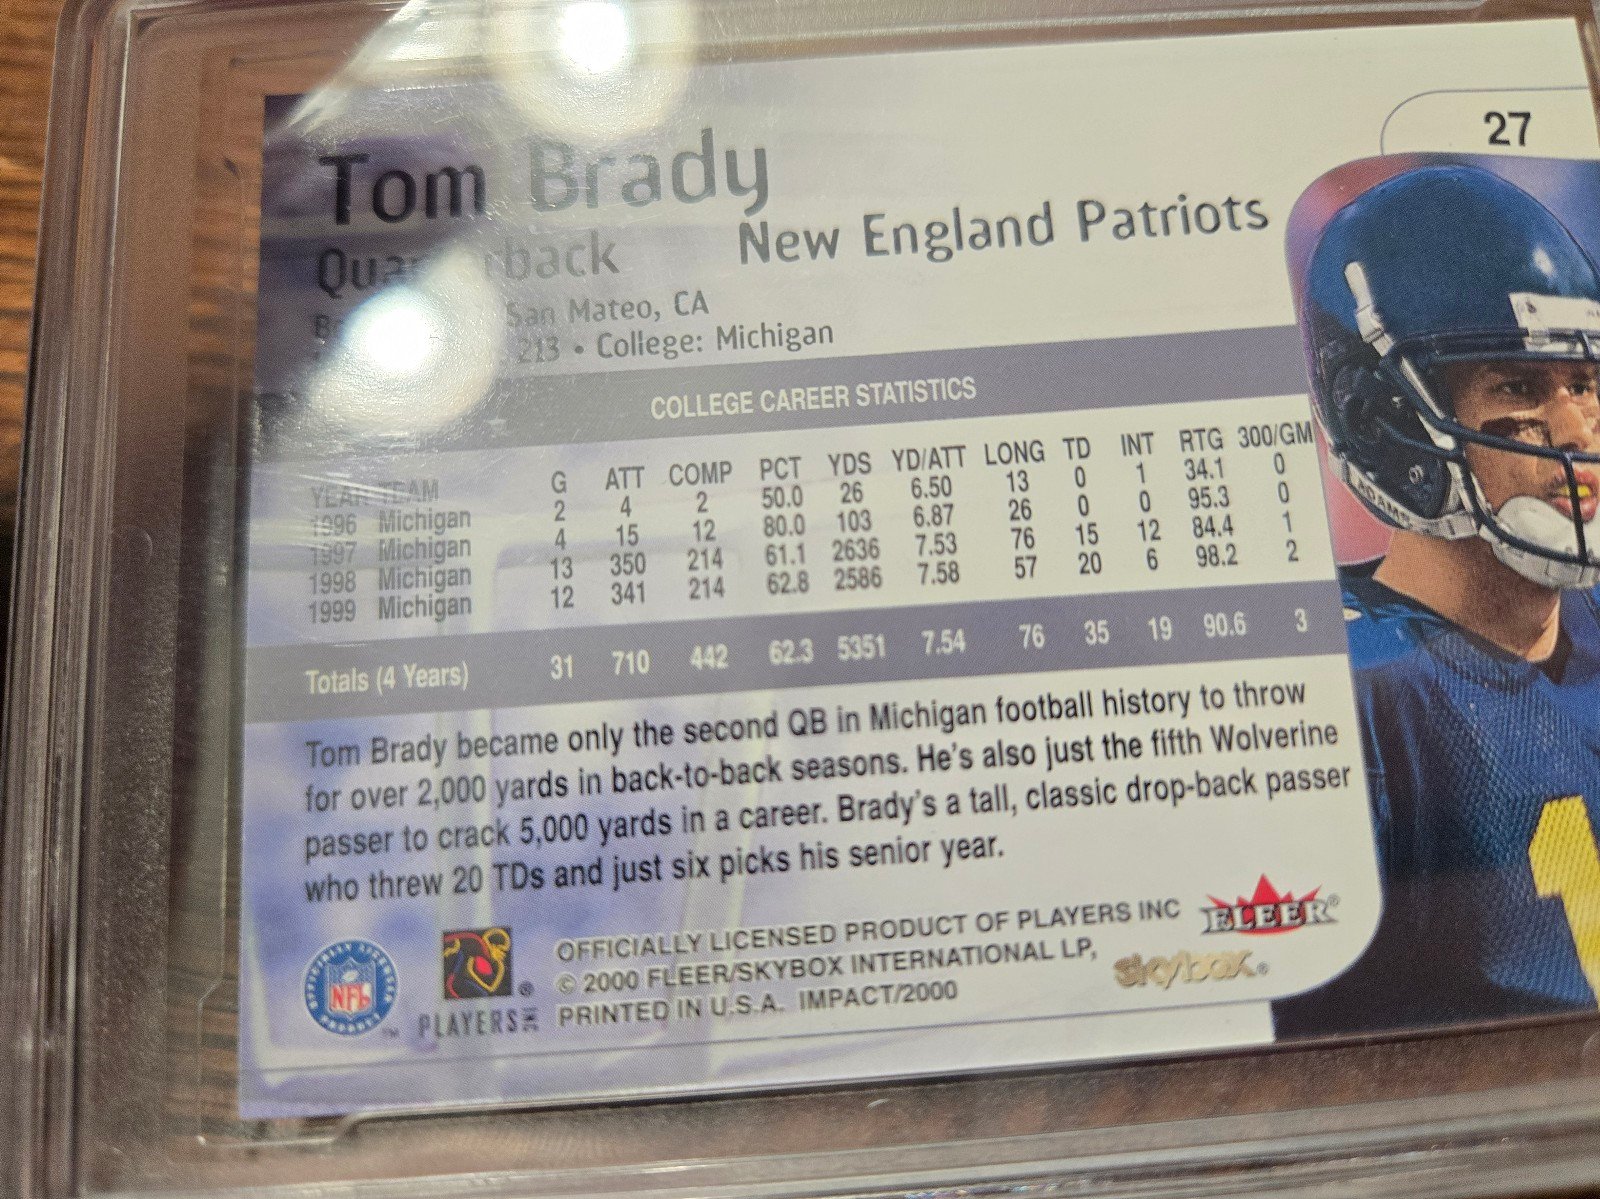 27
Tom Brady
Quarterback New England Patriots
San Mateo, CA
213 • College: Michigan
COLLEGE CAREER STATISTICS
YEAR TEAM G ATT COMP PCT YDS YD/ATT LONG TD INT RTG 300/GM
1996 Michigan 2 4 2 50.0 26 6.50 13 0 1 34.1 0
1997 Michigan 4 15 12 80.0 103 6.87 26 0 0 95.3 0
1998 Michigan 13 350 214 61.1 2636 7.53 76 15 12 84.4 1
1999 Michigan 12 341 214 62.8 2586 7.58 57 20 6 98.2 2
Totals (4 Years) 31 710 442 62.3 5351 7.54 76 35 19 90.6 3
Tom Brady became only the second QB in Michigan football history to throw
for over 2,000 yards in back-to-back seasons. He's also just the fifth Wolverine
passer to crack 5,000 yards in a career. Brady's a tall, classic drop-back passer
who threw 20 TDs and just six picks his senior year.
OFFICIALLY LICENSED PRODUCT OF PLAYERS INC
© 2000 FLEER/SKYBOX INTERNATIONAL LP,
PRINTED IN U.S.A. IMPACT/2000
FLEER®
skybox®
NFL
PLAYERS INC
ADAMS
1